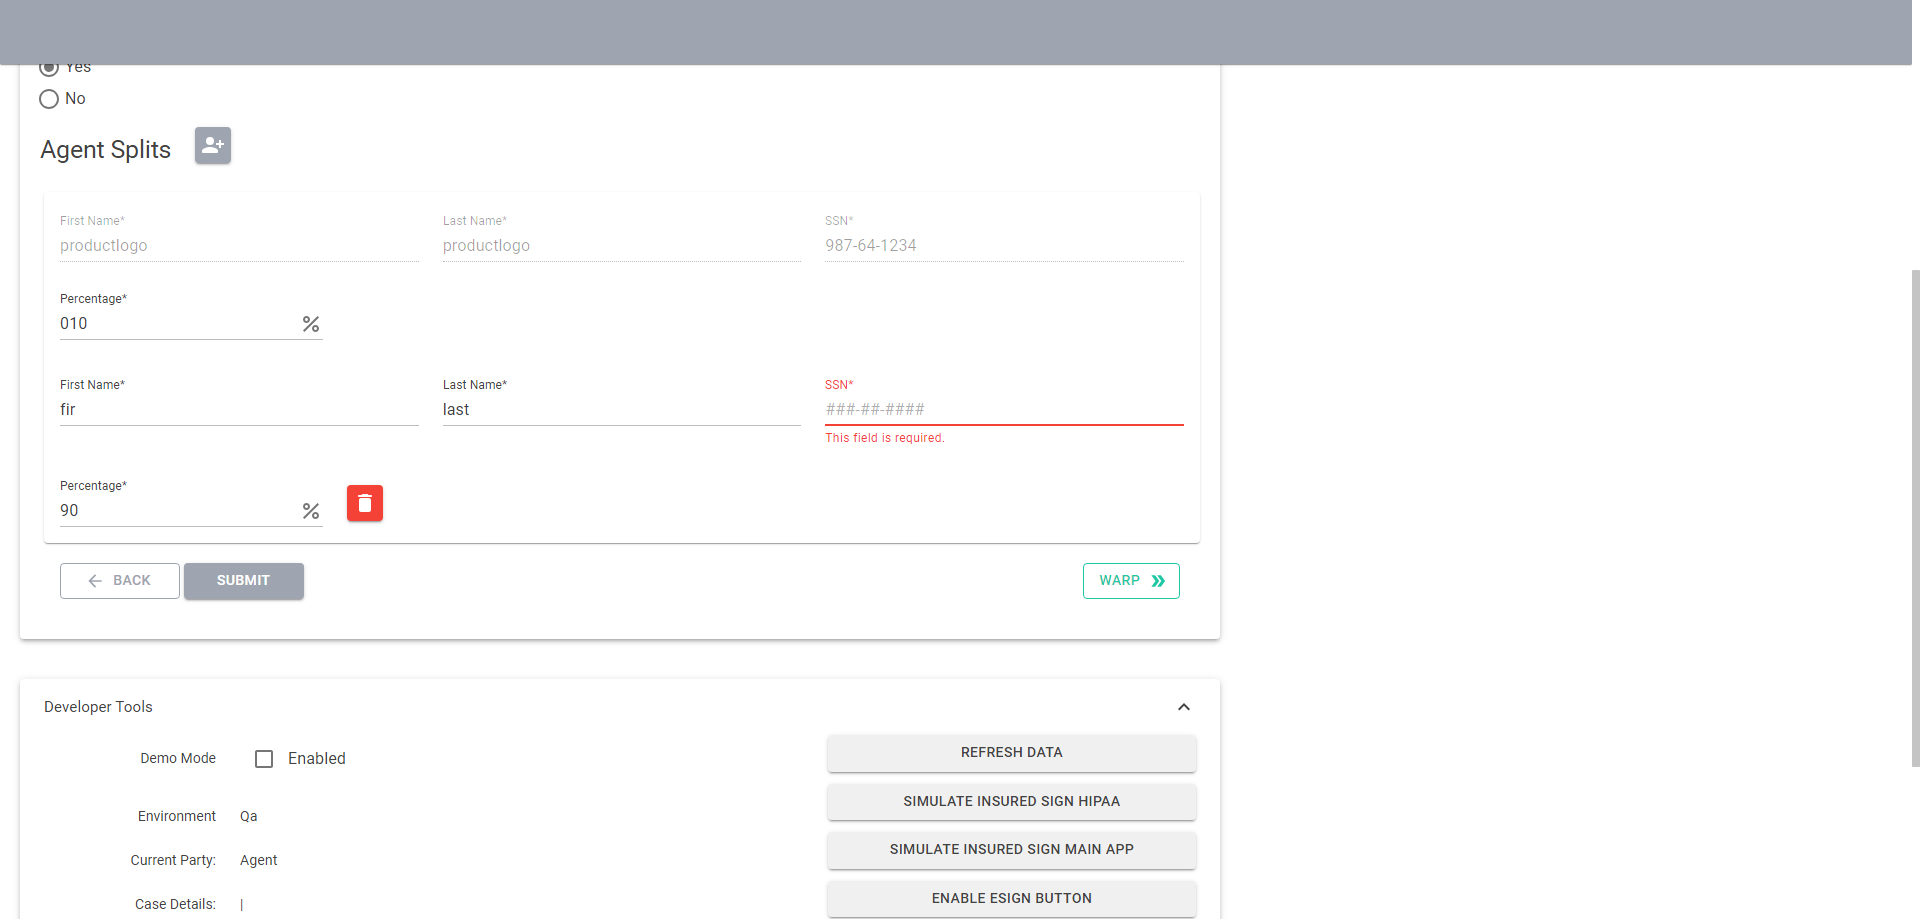 Yes
No
Agent Splits
First Name* Last Name* SSN*
productlogo productlogo 987-64-1234
Percentage*
010 %
First Name* Last Name* SSN*
fir last ###-##-####
This field is required.
Percentage*
90 %
BACK SUBMIT WARP
Developer Tools
Demo Mode Enabled REFRESH DATA
SIMULATE INSURED SIGN HIPAA
Environment Qa
SIMULATE INSURED SIGN MAIN APP
Current Party: Agent
ENABLE ESIGN BUTTON
Case Details: |